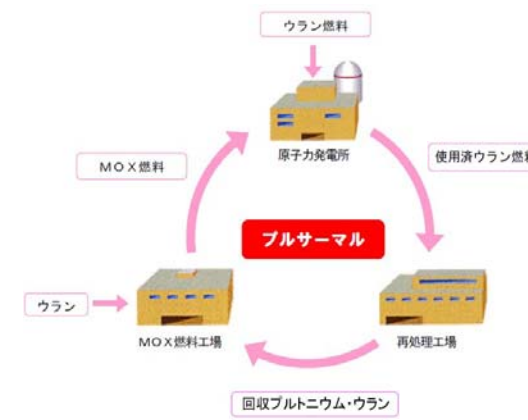 ウラン燃料
原子力発電所
MOX燃料
使用済ウラン燃料
プルサーマル
ウラン
MOX燃料工場
再処理工場
回収プルトニウム・ウラン